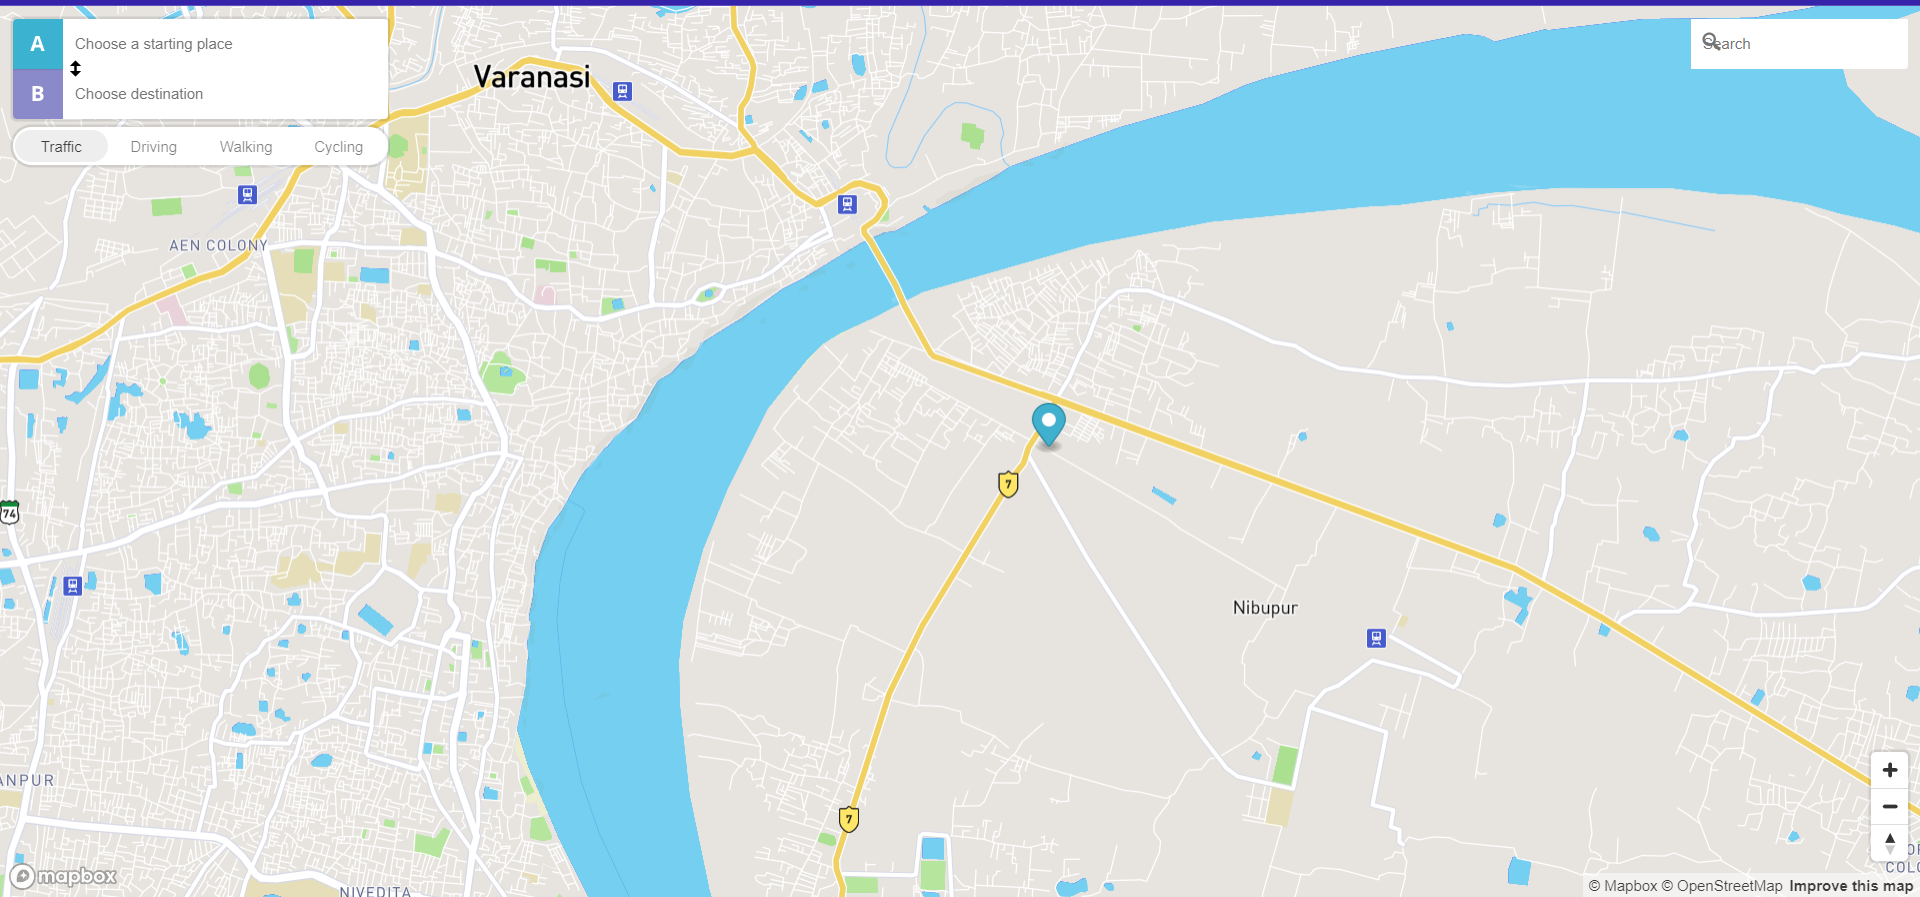 A
Choose a starting place
B
Choose destination
Traffic
Driving
Walking
Cycling
Search
Varanasi
AEN COLONY
7
74
Nibupur
7
ANPUR
NIVEDITA
COL
mapbox
© Mapbox © OpenStreetMap Improve this map